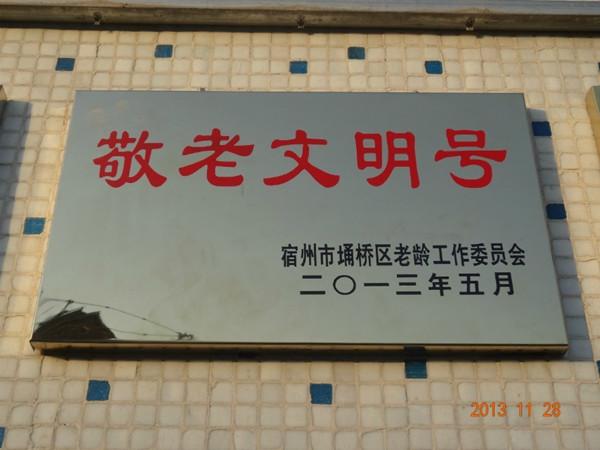 敬老文明号
宿州市埇桥区老龄工作委员会
二〇一三年五月
2013 11 28